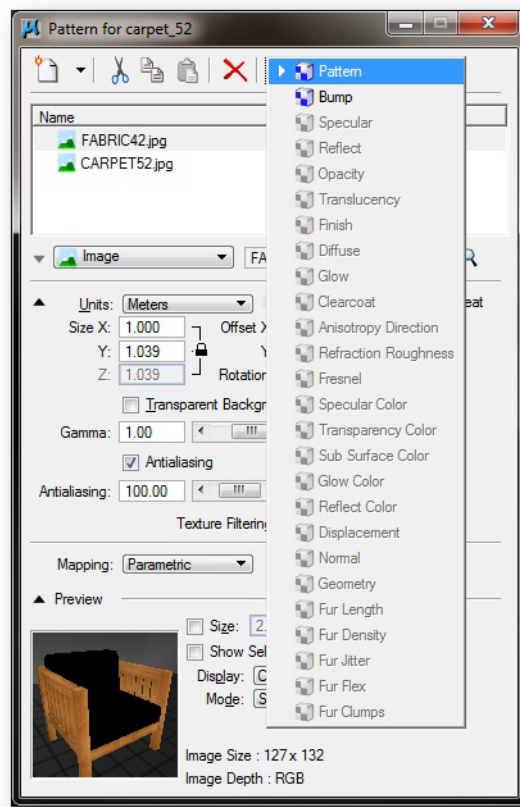 Pattern for carpet_52
Pattern
Bump
Specular
Reflect
Opacity
Translucency
Finish
Diffuse
Glow
Clearcoat
Anisotropy Direction
Refraction Roughness
Fresnel
Specular Color
Transparency Color
Sub Surface Color
Glow Color
Reflect Color
Displacement
Normal
Geometry
Fur Length
Fur Density
Fur Jitter
Fur Flex
Fur Clumps
Name
FABRIC42.jpg
CARPET52.jpg
Image FA
Units: Meters eat
Size X: 1.000 Offset X
Y: 1.039 Y
Z: 1.039 Rotation
Transparent Backgr
Gamma: 1.00
Antialiasing
Antialiasing: 100.00
Texture Filtering
Mapping: Parametric
Preview
Size: 2.
Show Sel
Display: C
Mode: S
Image Size : 127 x 132
Image Depth : RGB